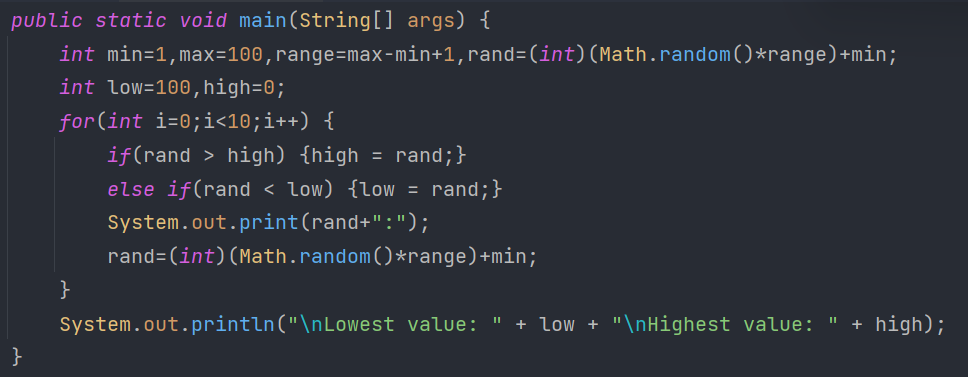 public static void main(String[] args) {
    int min=1,max=100,range=max-min+1,rand=(int)(Math.random()*range)+min;
    int low=100,high=0;
    for(int i=0;i<10;i++) {
        if(rand > high) {high = rand;}
        else if(rand < low) {low = rand;}
        System.out.print(rand+":");
        rand=(int)(Math.random()*range)+min;
    }
    System.out.println("\nLowest value: " + low + "\nHighest value: " + high);
}